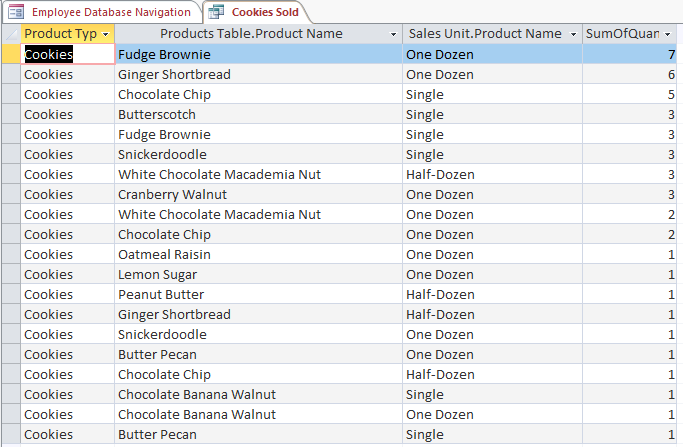 Employee Database Navigation Cookies Sold
Product Typ Products Table.Product Name Sales Unit.Product Name SumOfQuan
Cookies Fudge Brownie One Dozen 7
Cookies Ginger Shortbread One Dozen 6
Cookies Chocolate Chip Single 5
Cookies Butterscotch Single 3
Cookies Fudge Brownie Single 3
Cookies Snickerdoodle Single 3
Cookies White Chocolate Macademia Nut Half-Dozen 3
Cookies Cranberry Walnut One Dozen 3
Cookies White Chocolate Macademia Nut One Dozen 2
Cookies Chocolate Chip One Dozen 2
Cookies Oatmeal Raisin One Dozen 1
Cookies Lemon Sugar One Dozen 1
Cookies Peanut Butter Half-Dozen 1
Cookies Ginger Shortbread Half-Dozen 1
Cookies Snickerdoodle One Dozen 1
Cookies Butter Pecan One Dozen 1
Cookies Chocolate Chip Half-Dozen 1
Cookies Chocolate Banana Walnut Single 1
Cookies Chocolate Banana Walnut One Dozen 1
Cookies Butter Pecan Single 1